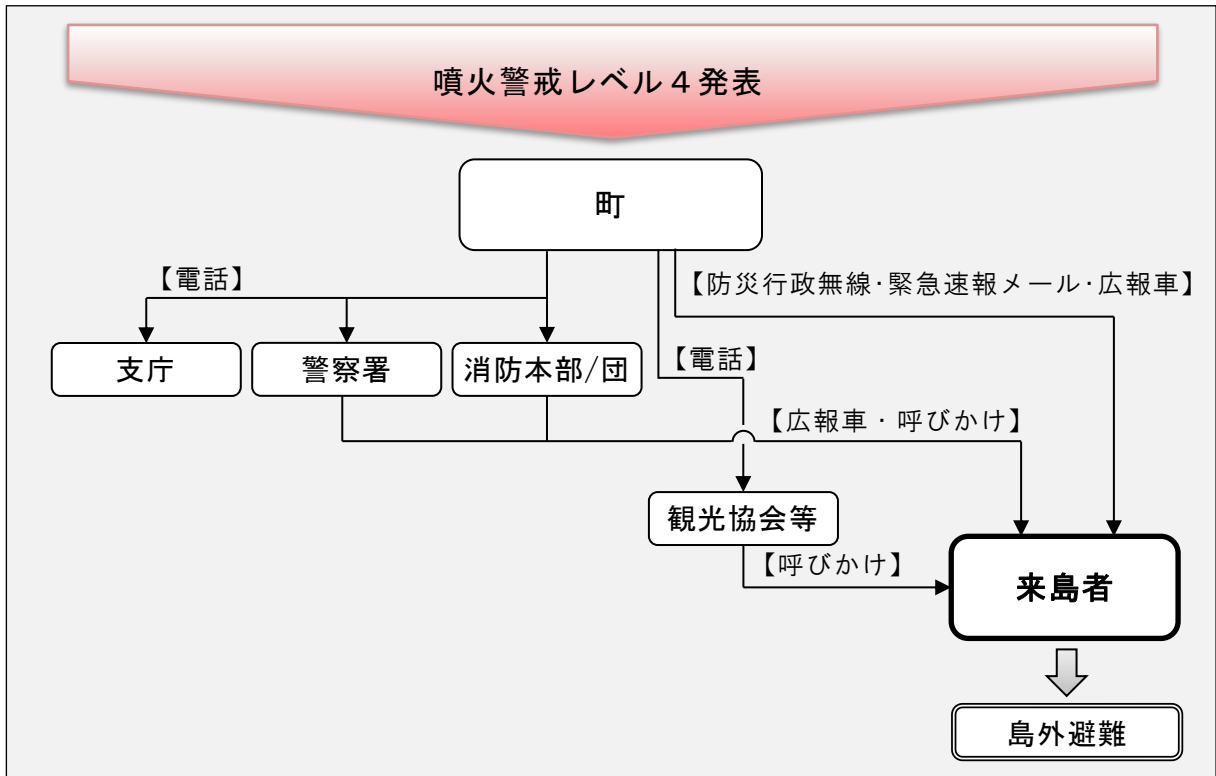 噴火警戒レベル４発表
町
【電話】
【防災行政無線･緊急速報メール･広報車】
支庁
警察署
消防本部/団
【電話】
【広報車・呼びかけ】
観光協会等
【呼びかけ】
来島者
島外避難